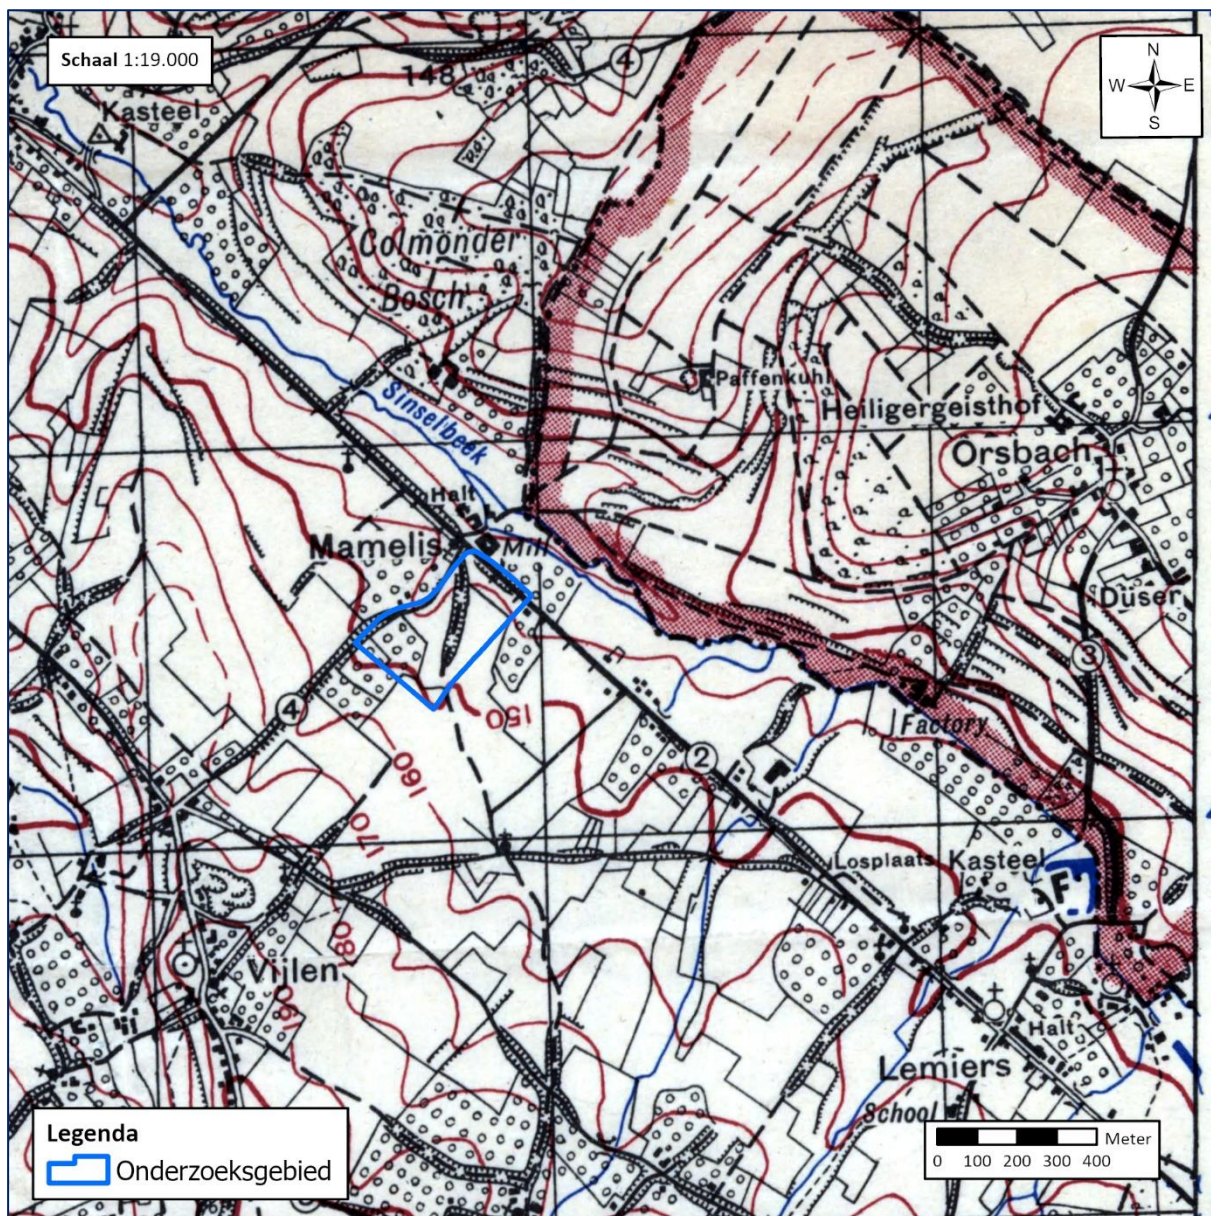 Schaal 1:19.000
N
W E
S
4
148
Kasteel
Colmonder
Bosch
Sinselbeek
Paffenkuhl
Heiligergeisthof
Orsbach
Halt
Mamelis
Mill
Düser
3
4
150
Factory
2
160
170
Losplaats
Kasteel
180
Vijlen
190
Halt
Lemiers
School
Legenda
Onderzoeksgebied
Meter
0 100 200 300 400